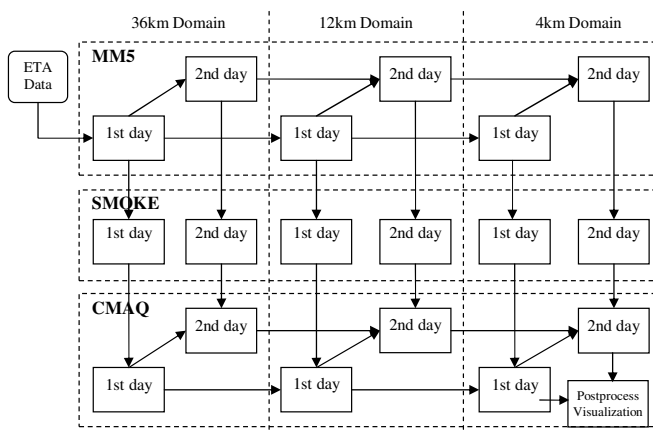 36km Domain 12km Domain 4km Domain
ETA
Data
MM5
2nd day 2nd day 2nd day
1st day 1st day 1st day
SMOKE
1st day 2nd day 1st day 2nd day 1st day 2nd day
CMAQ
2nd day 2nd day 2nd day
1st day 1st day 1st day
Postprocess
Visualization